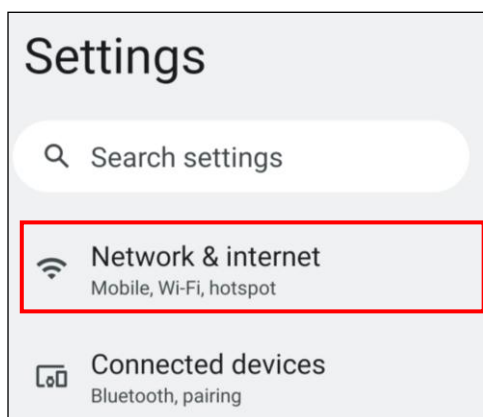 Settings
Search settings
Network & internet
Mobile, Wi-Fi, hotspot
Connected devices
Bluetooth, pairing